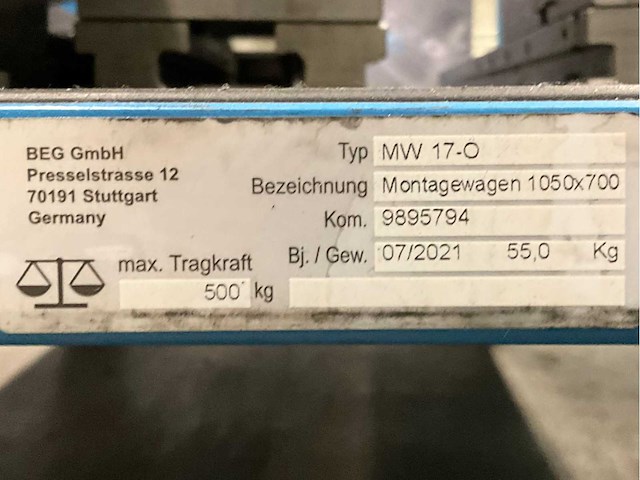 BEG GmbH
Presselstrasse 12
70191 Stuttgart
Germany
max. Tragkraft
500 kg
Typ MW 17-O
Bezeichnung Montagewagen 1050x700
Kom. 9895794
Bj. / Gew. 07/2021 55,0 Kg